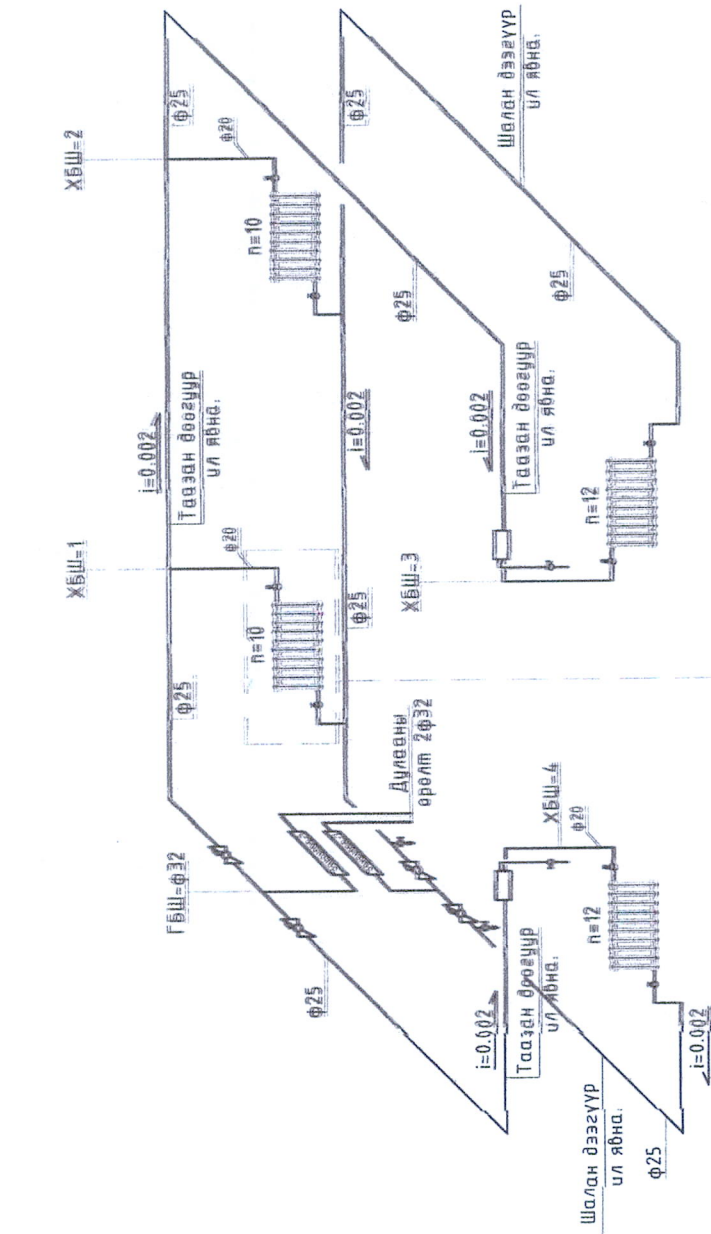 ХБШ=1
ХБШ=2
i=0.002
ГБШ=ф32
ф25
ф25
Таазан доогуур
ил явна.
ф20
ф20
n=10
n=10
ф25
ф25
i=0.002
ф25
Дулааны
оролт 2ф32
ХБШ=3
ф25
i=0.002
Таазан доогуур
ил явна.
Шалан дээгүүр
ил явна.
i=0.002
Таазан доогуур
ил явна.
ХБШ=4
ф20
ф25
n=12
n=12
Шалан дээгүүр
ил явна.
ф25
i=0.002